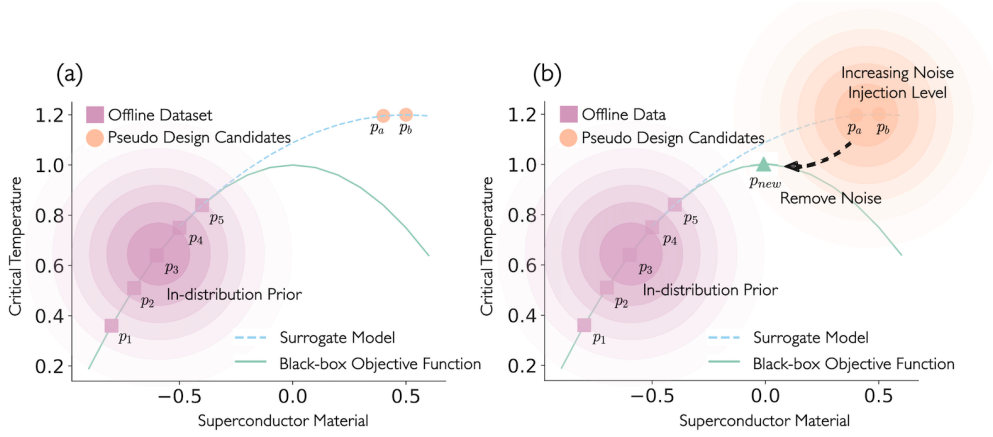 (a)
Offline Dataset
Pseudo Design Candidates
Critical Temperature
1.2
1.0
0.8
0.6
0.4
0.2
p_a
p_b
p_5
p_4
p_3
p_2
p_1
In-distribution Prior
Surrogate Model
Black-box Objective Function
−0.5
0.0
0.5
Superconductor Material
(b)
Increasing Noise
Injection Level
Offline Data
Pseudo Design Candidates
Critical Temperature
1.2
1.0
0.8
0.6
0.4
0.2
p_a
p_b
p_new
Remove Noise
p_5
p_4
p_3
p_2
p_1
In-distribution Prior
Surrogate Model
Black-box Objective Function
−0.5
0.0
0.5
Superconductor Material